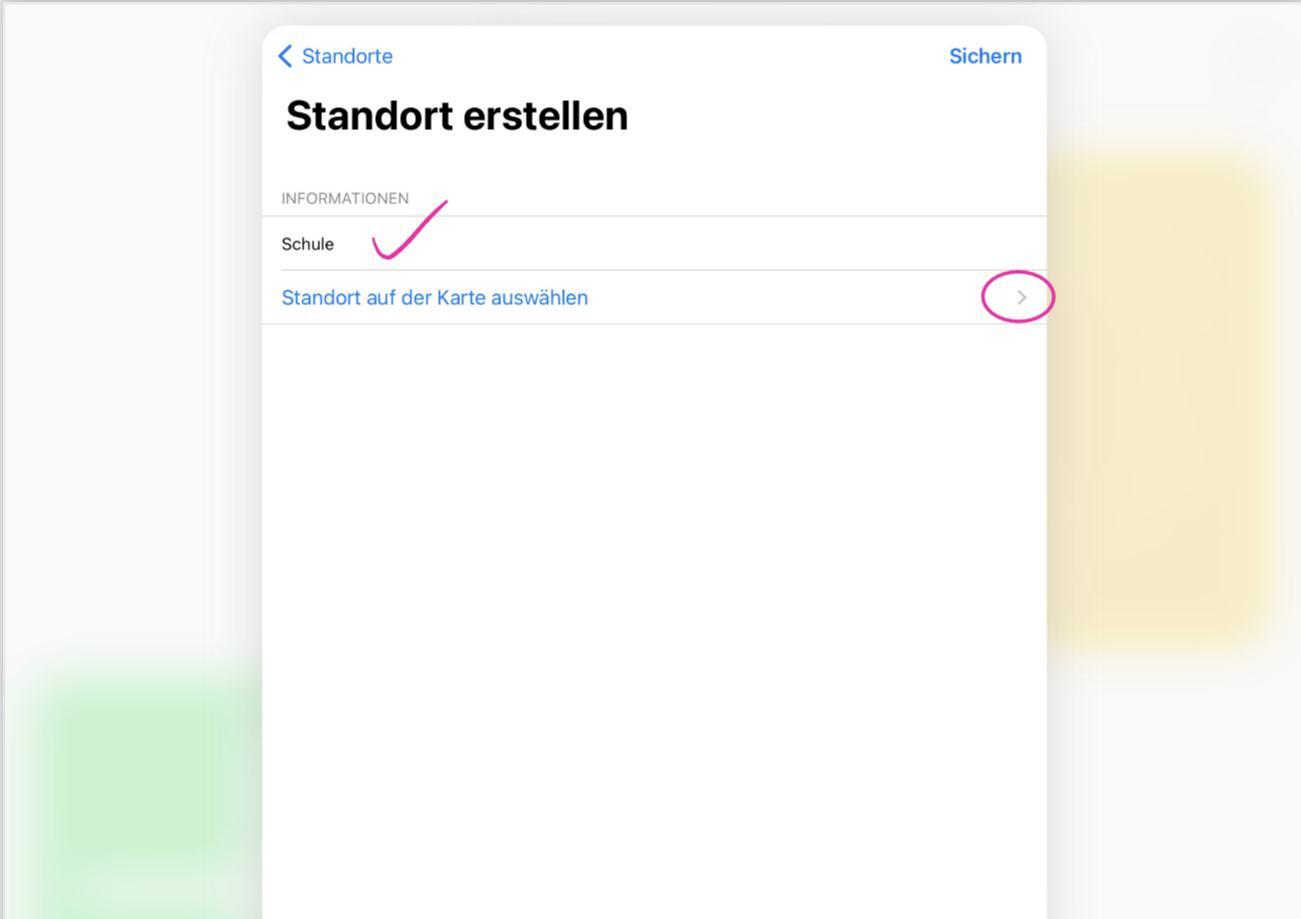 Standorte
Sichern
Standort erstellen
INFORMATIONEN
Schule
Standort auf der Karte auswählen